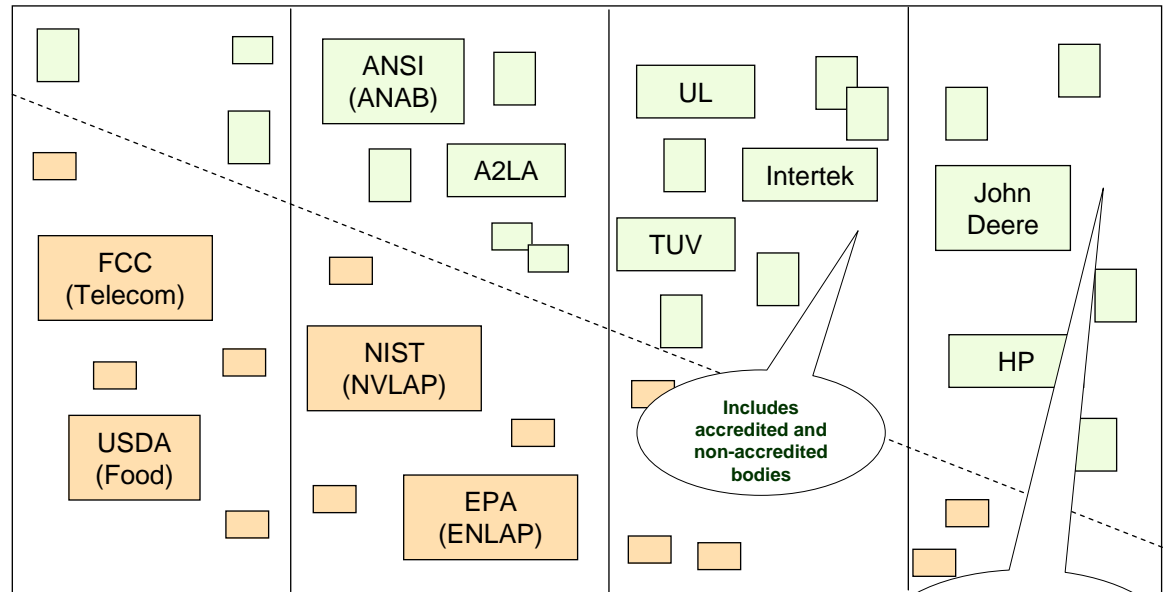 FCC
(Telecom)
USDA
(Food)
ANSI
(ANAB)
A2LA
NIST
(NVLAP)
EPA
(ENLAP)
UL
Intertek
TUV
Includes
accredited and
non-accredited
bodies
John
Deere
HP